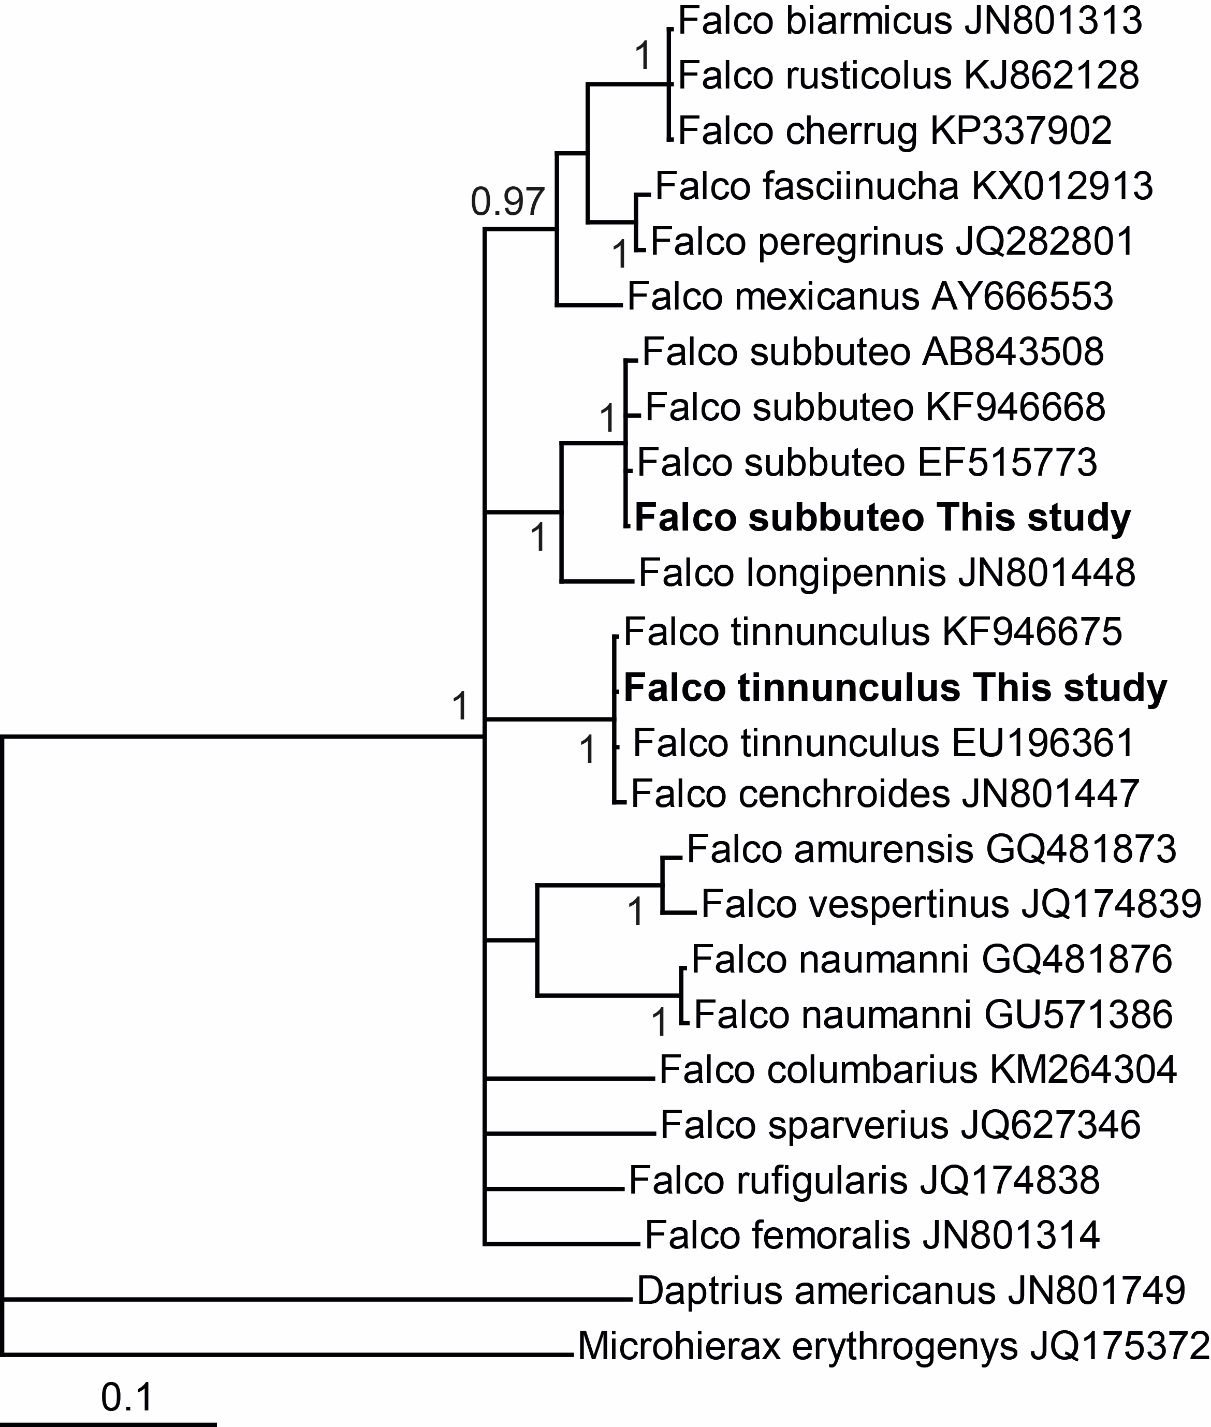 Falco biarmicus JN801313
1
Falco rusticolus KJ862128
Falco cherrug KP337902
Falco fasciinucha KX012913
0.97
Falco peregrinus JQ282801
1
Falco mexicanus AY666553
Falco subbuteo AB843508
Falco subbuteo KF946668
1
Falco subbuteo EF515773
Falco subbuteo This study
1
Falco longipennis JN801448
Falco tinnunculus KF946675
Falco tinnunculus This study
1
Falco tinnunculus EU196361
1
Falco cenchroides JN801447
Falco amurensis GQ481873
Falco vespertinus JQ174839
1
Falco naumanni GQ481876
Falco naumanni GU571386
1
Falco columbarius KM264304
Falco sparverius JQ627346
Falco rufigularis JQ174838
Falco femoralis JN801314
Daptrius americanus JN801749
Microhierax erythrogenys JQ175372
0.1